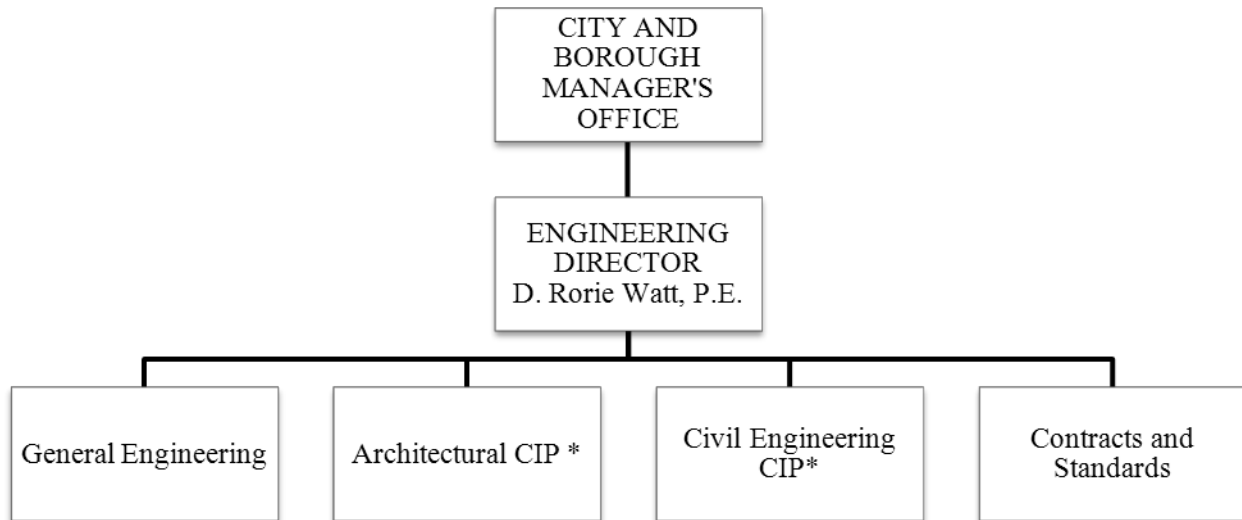 CITY AND
BOROUGH
MANAGER'S
OFFICE
ENGINEERING
DIRECTOR
D. Rorie Watt, P.E.
General Engineering
Architectural CIP *
Civil Engineering
CIP*
Contracts and
Standards